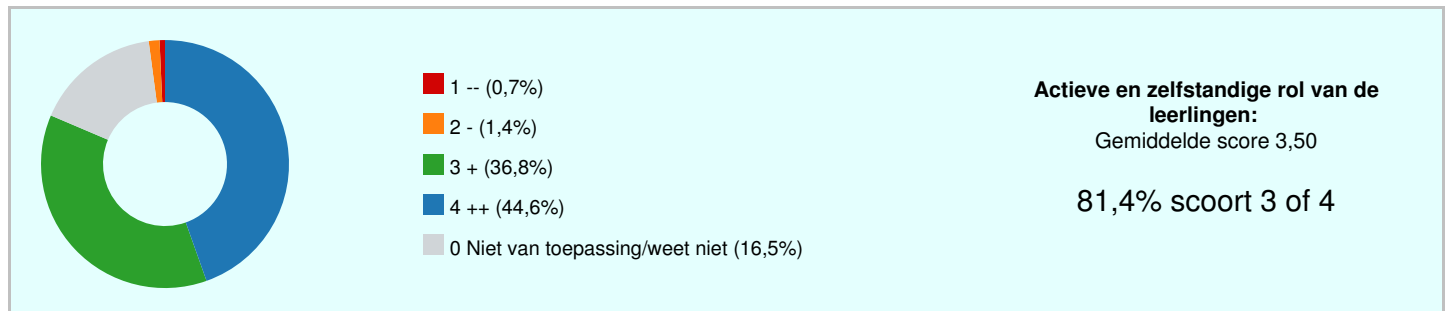 1 -- (0,7%)
2 - (1,4%)
3 + (36,8%)
4 ++ (44,6%)
0 Niet van toepassing/weet niet (16,5%)
Actieve en zelfstandige rol van de
leerlingen:
Gemiddelde score 3,50
81,4% scoort 3 of 4